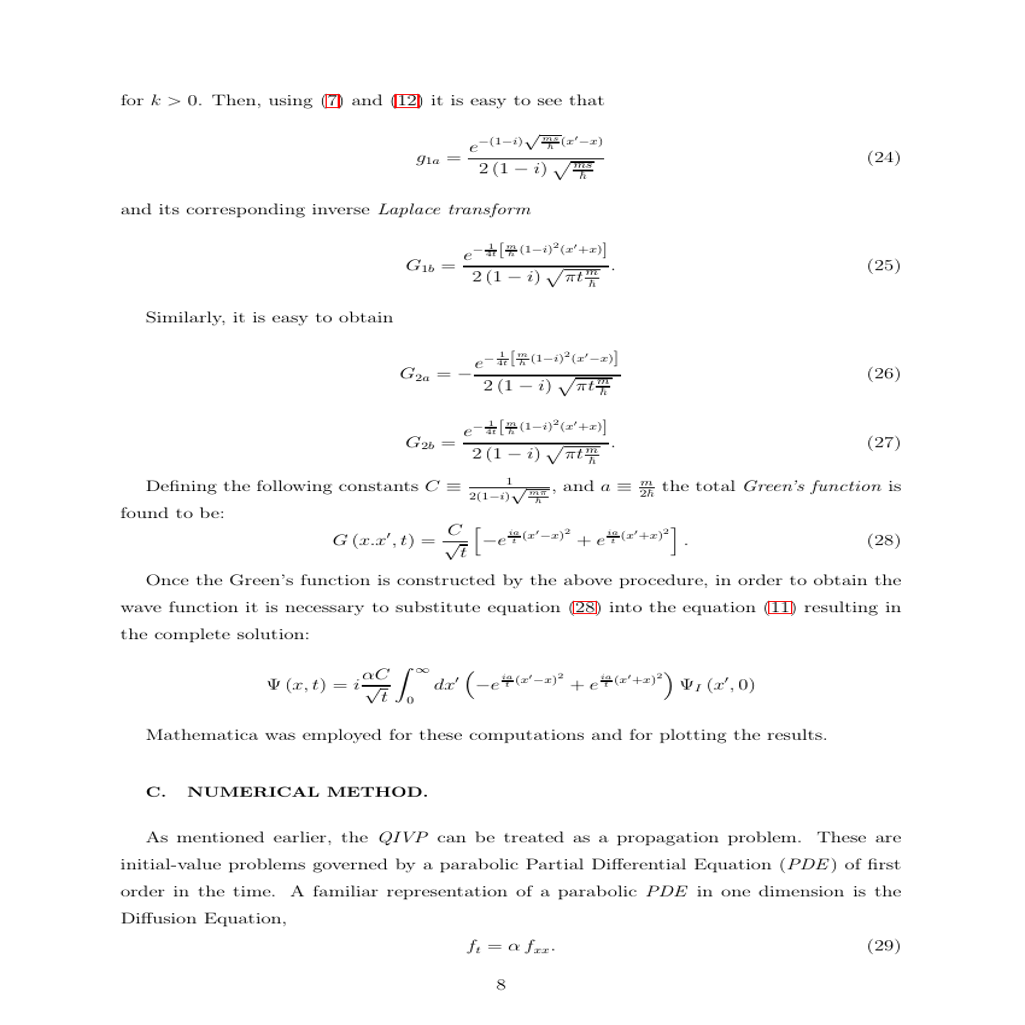 for k > 0. Then, using (7) and (12) it is easy to see that
g_{1a} = \frac{e^{-(1-i)\sqrt{\frac{ms}{\hbar}}(x'-x)}}{2(1-i)\sqrt{\frac{ms}{\hbar}}} (24)
and its corresponding inverse Laplace transform
G_{1b} = \frac{e^{-\frac{1}{4t}\left[\frac{m}{\hbar}(1-i)^2(x'+x)\right]}}{2(1-i)\sqrt{\pi t\frac{m}{\hbar}}}. (25)
Similarly, it is easy to obtain
G_{2a} = -\frac{e^{-\frac{1}{4t}\left[\frac{m}{\hbar}(1-i)^2(x'-x)\right]}}{2(1-i)\sqrt{\pi t\frac{m}{\hbar}}} (26)
G_{2b} = \frac{e^{-\frac{1}{4t}\left[\frac{m}{\hbar}(1-i)^2(x'+x)\right]}}{2(1-i)\sqrt{\pi t\frac{m}{\hbar}}}. (27)
Defining the following constants C ≡ \frac{1}{2(1-i)\sqrt{\frac{m\pi}{\hbar}}}, and a ≡ \frac{m}{2\hbar} the total Green's function is
found to be:
G(x.x',t) = \frac{C}{\sqrt{t}}\left[-e^{\frac{ia}{t}(x'-x)^2} + e^{\frac{ia}{t}(x'+x)^2}\right]. (28)
Once the Green's function is constructed by the above procedure, in order to obtain the
wave function it is necessary to substitute equation (28) into the equation (11) resulting in
the complete solution:
Ψ(x,t) = i\frac{\alpha C}{\sqrt{t}}\int_0^\infty dx'\left(-e^{\frac{ia}{t}(x'-x)^2} + e^{\frac{ia}{t}(x'+x)^2}\right)Ψ_I(x',0)
Mathematica was employed for these computations and for plotting the results.
C. NUMERICAL METHOD.
As mentioned earlier, the QIVP can be treated as a propagation problem. These are
initial-value problems governed by a parabolic Partial Differential Equation (PDE) of first
order in the time. A familiar representation of a parabolic PDE in one dimension is the
Diffusion Equation,
f_t = α f_{xx}. (29)
8